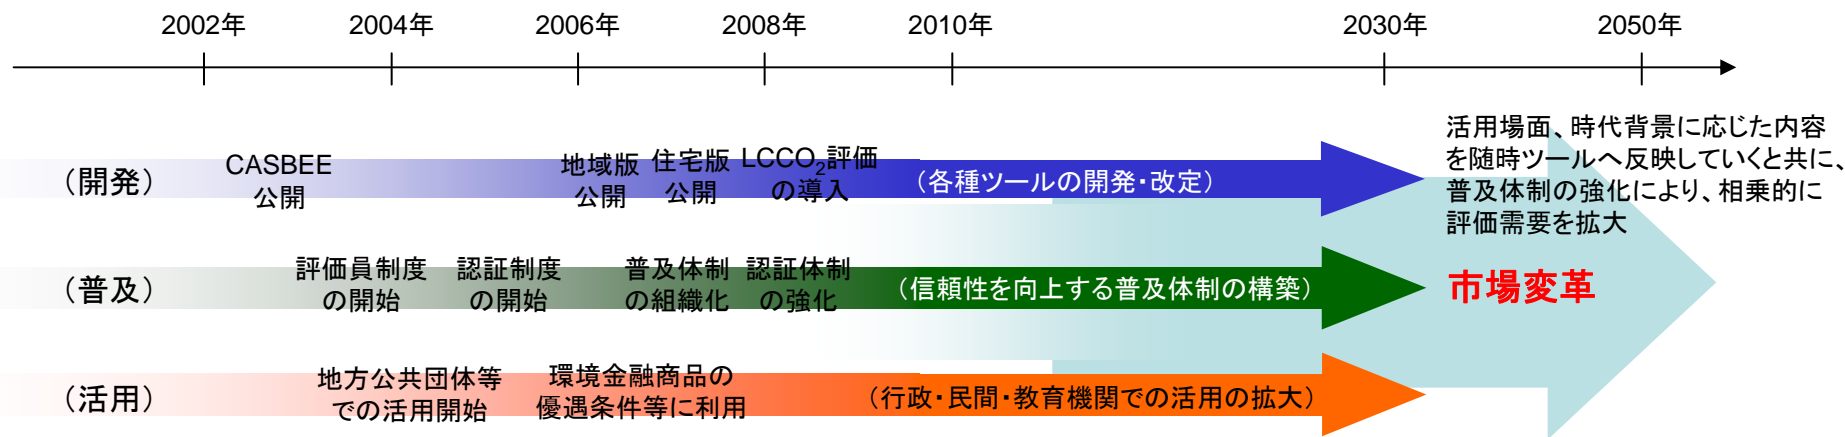 2002年 2004年 2006年 2008年 2010年 2030年 2050年
(開発)
CASBEE
公開
地域版
公開
住宅版
公開
LCCO₂評価
の導入
(各種ツールの開発・改定)
活用場面、時代背景に応じた内容
を随時ツールへ反映していくと共に、
普及体制の強化により、相乗的に
評価需要を拡大
(普及)
評価員制度
の開始
認証制度
の開始
普及体制
の組織化
認証体制
の強化
(信頼性を向上する普及体制の構築)
市場変革
(活用)
地方公共団体等
での活用開始
環境金融商品の
優遇条件等に利用
(行政・民間・教育機関での活用の拡大)